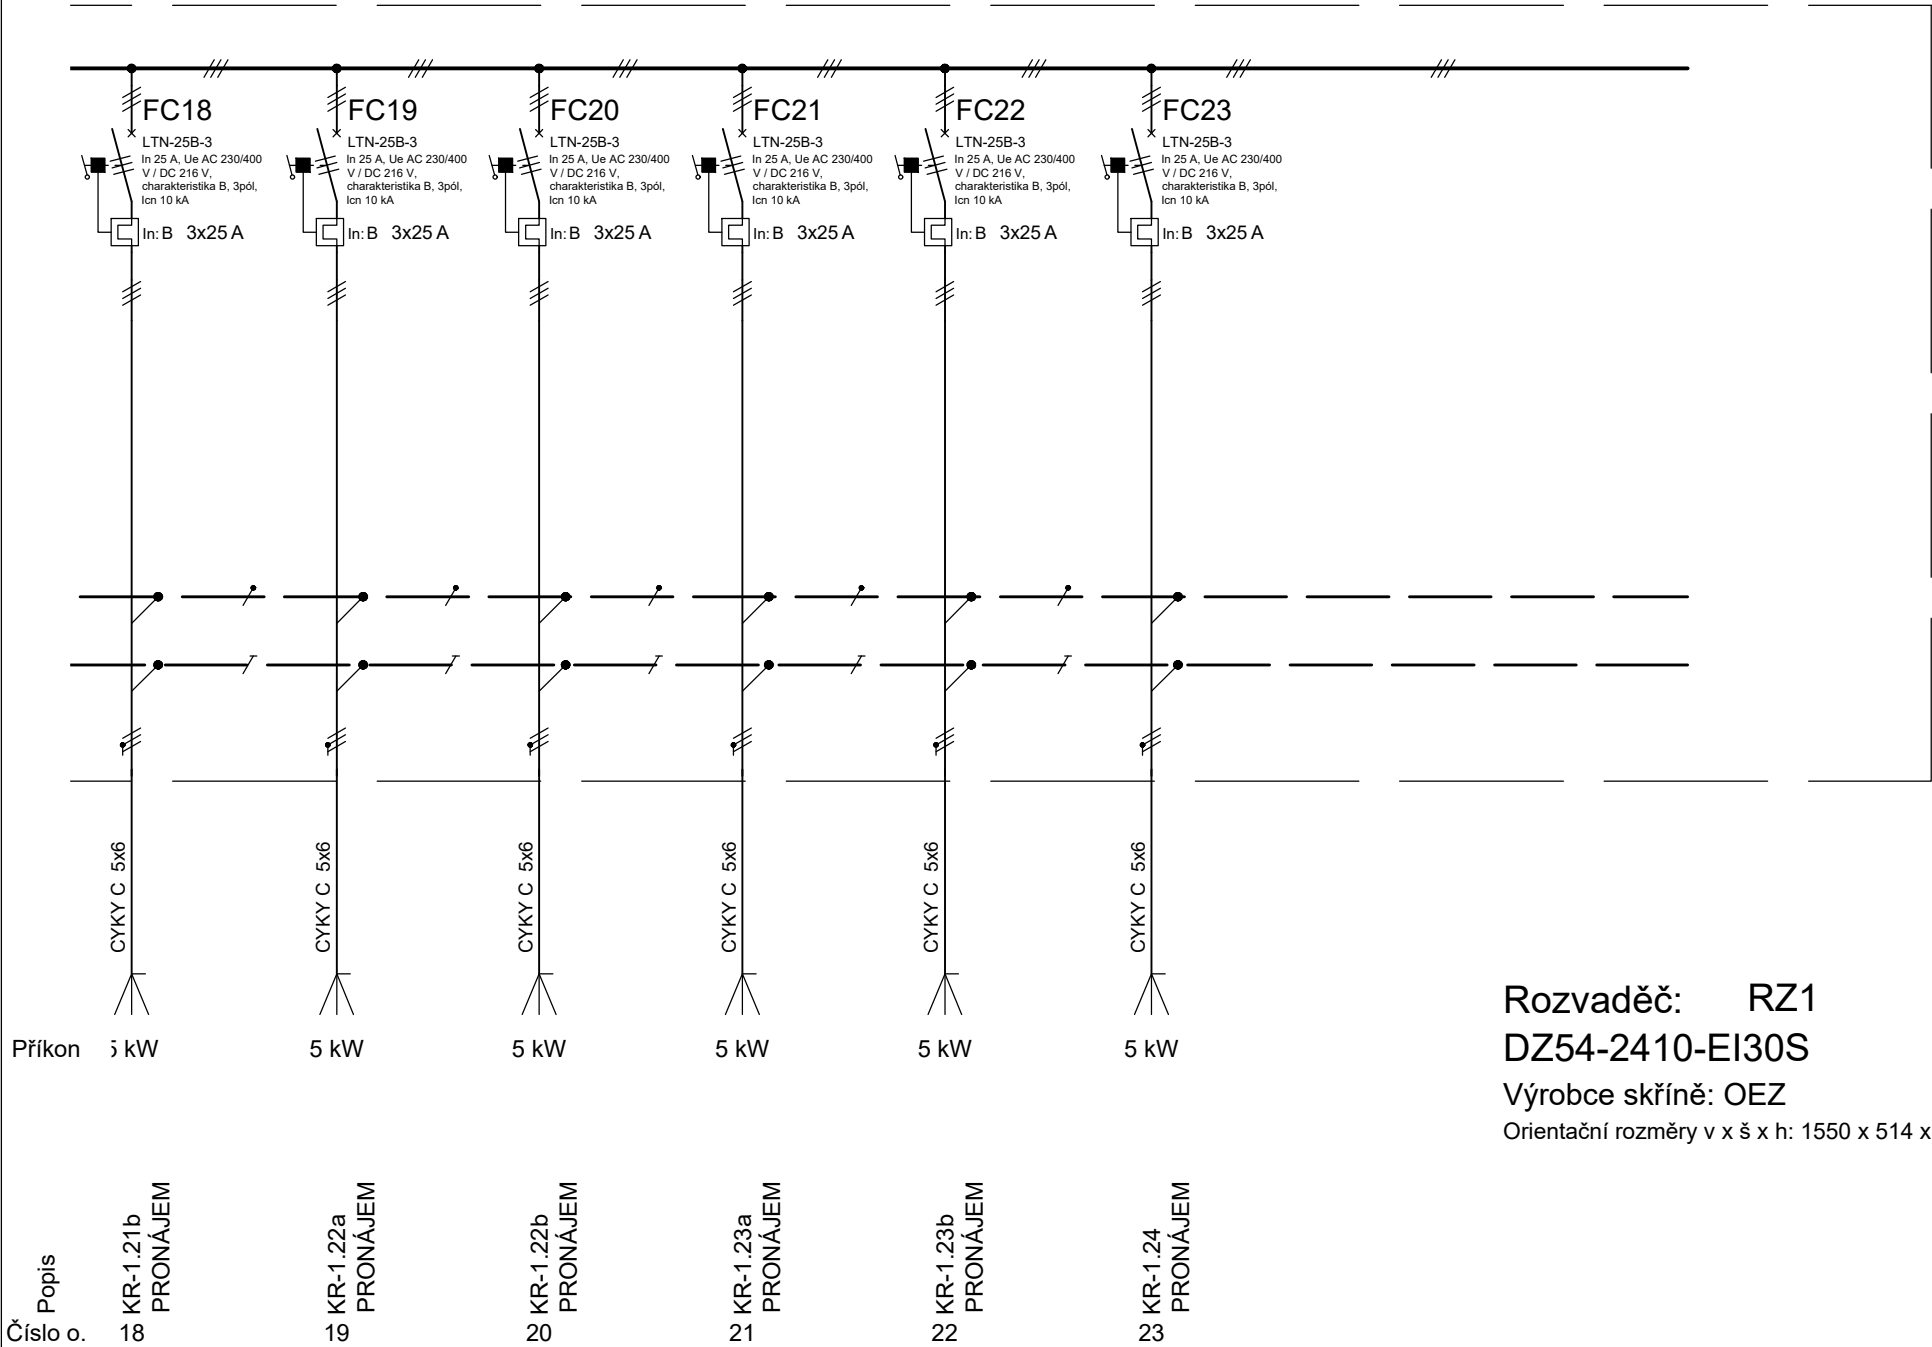 FC18
LTN-25B-3
In 25 A, Ue AC 230/400
V / DC 216 V,
charakteristika B, 3pól,
Icn 10 kA
In: B 3x25 A
FC19
LTN-25B-3
In 25 A, Ue AC 230/400
V / DC 216 V,
charakteristika B, 3pól,
Icn 10 kA
In: B 3x25 A
FC20
LTN-25B-3
In 25 A, Ue AC 230/400
V / DC 216 V,
charakteristika B, 3pól,
Icn 10 kA
In: B 3x25 A
FC21
LTN-25B-3
In 25 A, Ue AC 230/400
V / DC 216 V,
charakteristika B, 3pól,
Icn 10 kA
In: B 3x25 A
FC22
LTN-25B-3
In 25 A, Ue AC 230/400
V / DC 216 V,
charakteristika B, 3pól,
Icn 10 kA
In: B 3x25 A
FC23
LTN-25B-3
In 25 A, Ue AC 230/400
V / DC 216 V,
charakteristika B, 3pól,
Icn 10 kA
In: B 3x25 A
CYKY C 5x6
CYKY C 5x6
CYKY C 5x6
CYKY C 5x6
CYKY C 5x6
CYKY C 5x6
Příkon 5 kW 5 kW 5 kW 5 kW 5 kW 5 kW
Rozvaděč: RZ1
DZ54-2410-EI30S
Výrobce skříně: OEZ
Orientační rozměry v x š x h: 1550 x 514 x
Popis
KR-1.21b
PRONÁJEM
KR-1.22a
PRONÁJEM
KR-1.22b
PRONÁJEM
KR-1.23a
PRONÁJEM
KR-1.23b
PRONÁJEM
KR-1.24
PRONÁJEM
Číslo o. 18 19 20 21 22 23